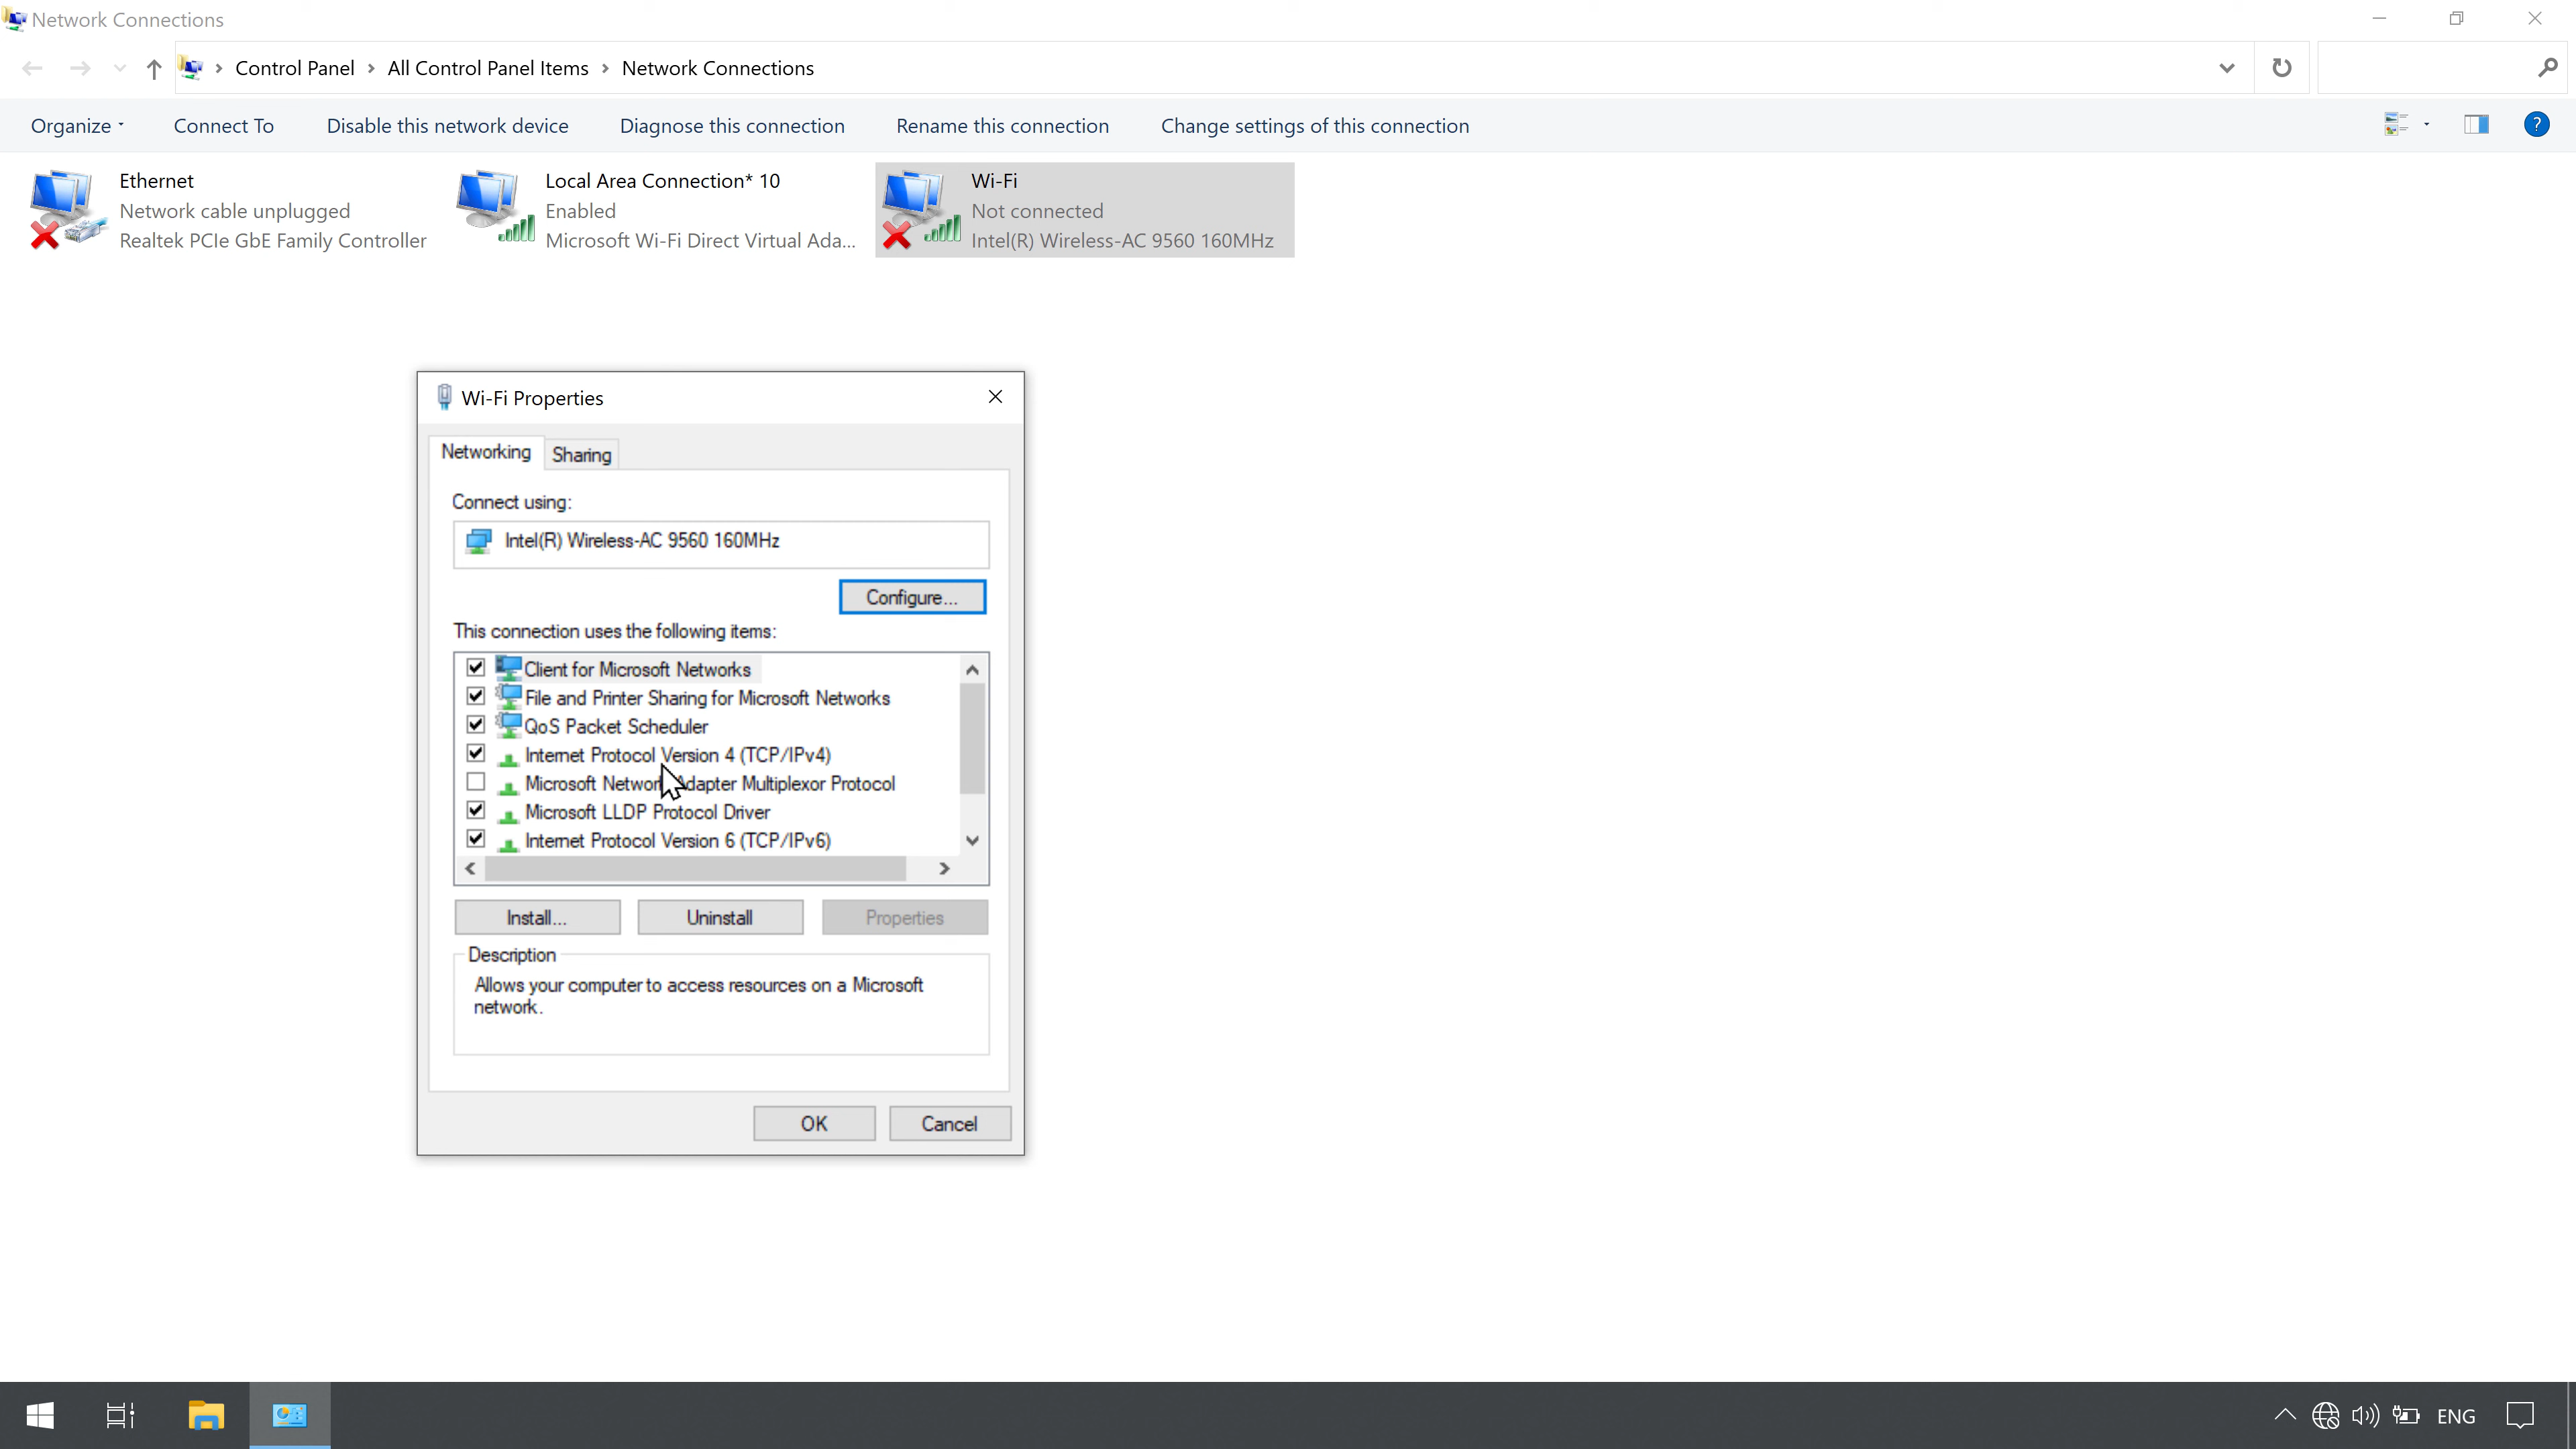 Network Connections
Control Panel > All Control Panel Items > Network Connections
Organize Connect To Disable this network device Diagnose this connection Rename this connection Change settings of this connection
?
Ethernet
Network cable unplugged
Realtek PCIe GbE Family Controller
Local Area Connection* 10
Enabled
Microsoft Wi-Fi Direct Virtual Ada...
Wi-Fi
Not connected
Intel(R) Wireless-AC 9560 160MHz
Wi-Fi Properties
Networking Sharing
Connect using:
Intel(R) Wireless-AC 9560 160MHz
Configure...
This connection uses the following items:
Client for Microsoft Networks
File and Printer Sharing for Microsoft Networks
QoS Packet Scheduler
Internet Protocol Version 4 (TCP/IPv4)
Microsoft Network Adapter Multiplexor Protocol
Microsoft LLDP Protocol Driver
Internet Protocol Version 6 (TCP/IPv6)
Install... Uninstall Properties
Description
Allows your computer to access resources on a Microsoft
network.
OK Cancel
ENG